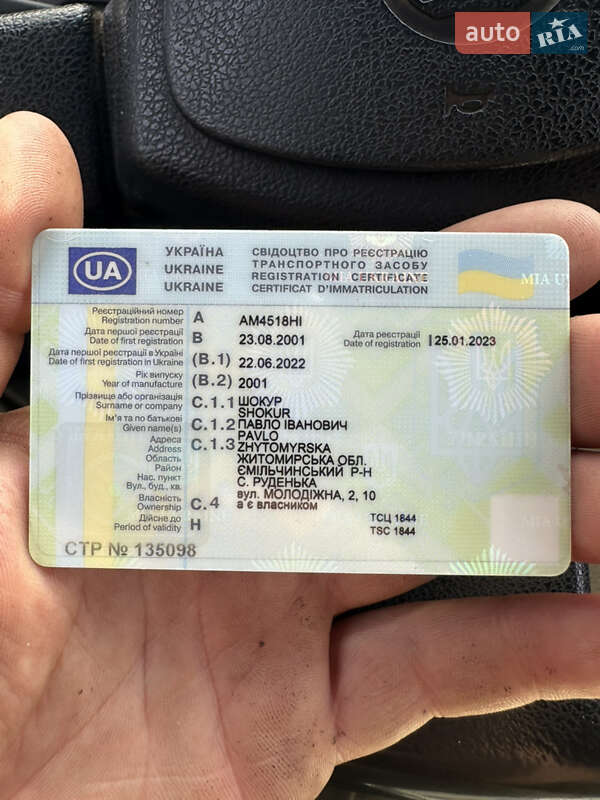 auto RIA .com
UA
УКРАЇНА
UKRAINE
UKRAINE
СВІДОЦТВО ПРО РЕЄСТРАЦІЮ
ТРАНСПОРТНОГО ЗАСОБУ
REGISTRATION CERTIFICATE
CERTIFICAT D'IMMATRICULATION
MIA U
Реєстраційний номер
Registration number A AM4518HI
Дата першої реєстрації
Date of first registration B 23.08.2001
Дата реєстрації
Date of registration I 25.01.2023
Дата першої реєстрації в Україні
Date of first registration in Ukraine (B.1) 22.06.2022
Рік випуску
Year of manufacture (B.2) 2001
Прізвище або організація
Surname or company C.1.1 ШОКУР
SHOKUR
Ім'я та по батькові
Given name(s) C.1.2 ПАВЛО ІВАНОВИЧ
PAVLO
Адреса
Address C.1.3 ZHYTOMYRSKA
Область ЖИТОМИРСЬКА ОБЛ.
Район ЄМІЛЬЧИНСЬКИЙ Р-Н
Нас. пункт С. РУДЕНЬКА
Вул., буд., кв. вул. МОЛОДІЖНА, 2, 10
Власність
Ownership C.4 а є власником
Дійсне до
Period of validity H
ТСЦ 1844
TSC 1844
СТР № 135098